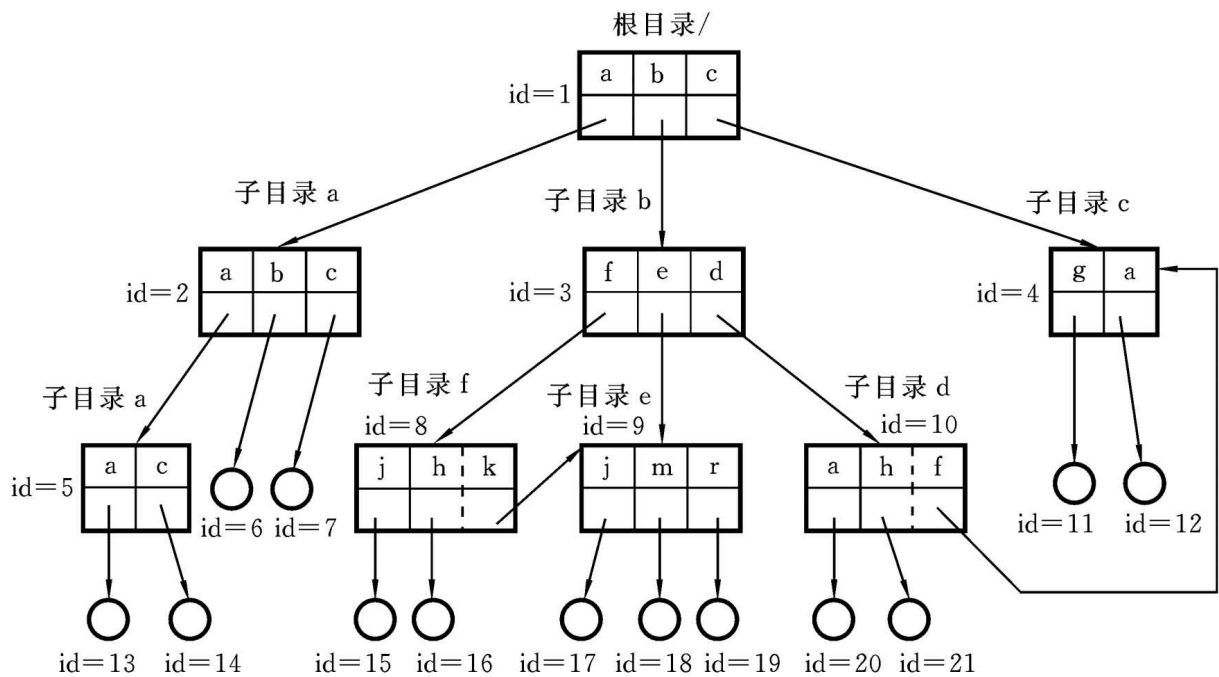 根目录/
a b c
id=1
子目录 a
子目录 b
子目录 c
a b c
id=2
f e d
id=3
g a
id=4
子目录 a
子目录 f
子目录 e
子目录 d
id=8
id=9
id=10
a c
id=5
id=6
id=7
j h k
j m r
a h f
id=11
id=12
id=13
id=14
id=15
id=16
id=17
id=18
id=19
id=20
id=21